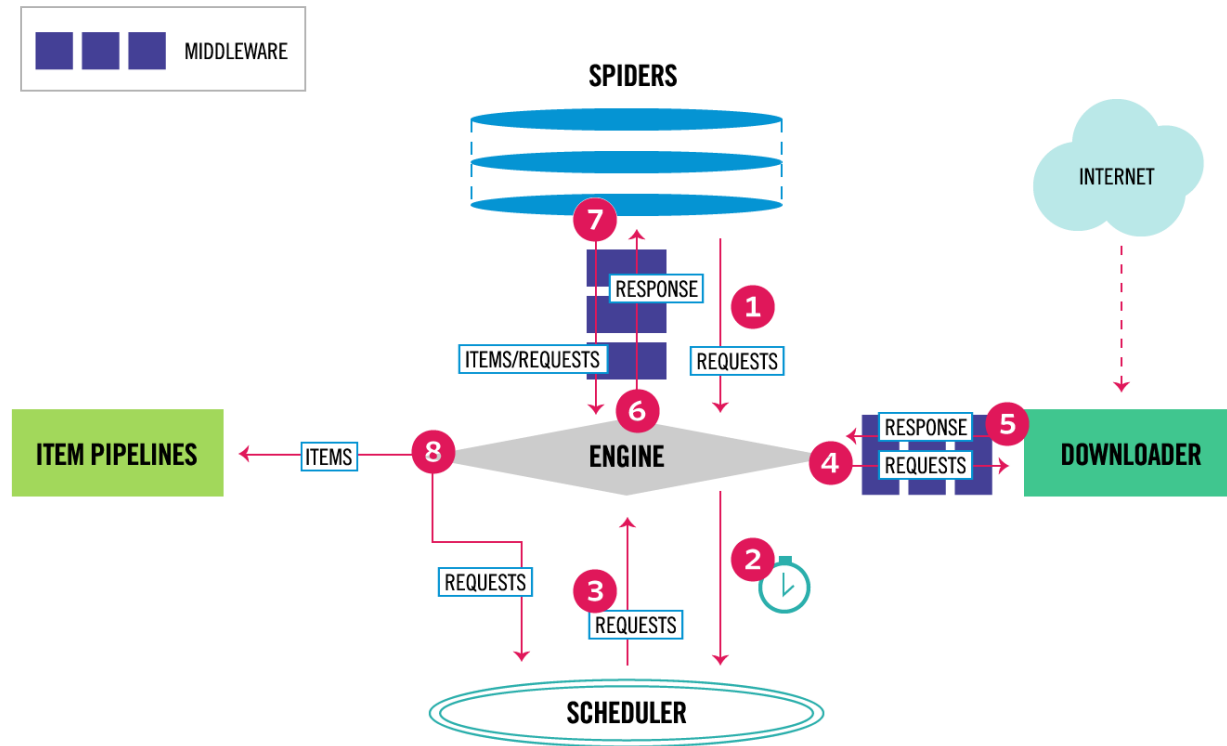 MIDDLEWARE
SPIDERS
INTERNET
7
RESPONSE
1
ITEMS/REQUESTS
REQUESTS
6
ITEM PIPELINES
ITEMS
8
ENGINE
4
RESPONSE
5
REQUESTS
DOWNLOADER
2
REQUESTS
3
REQUESTS
SCHEDULER